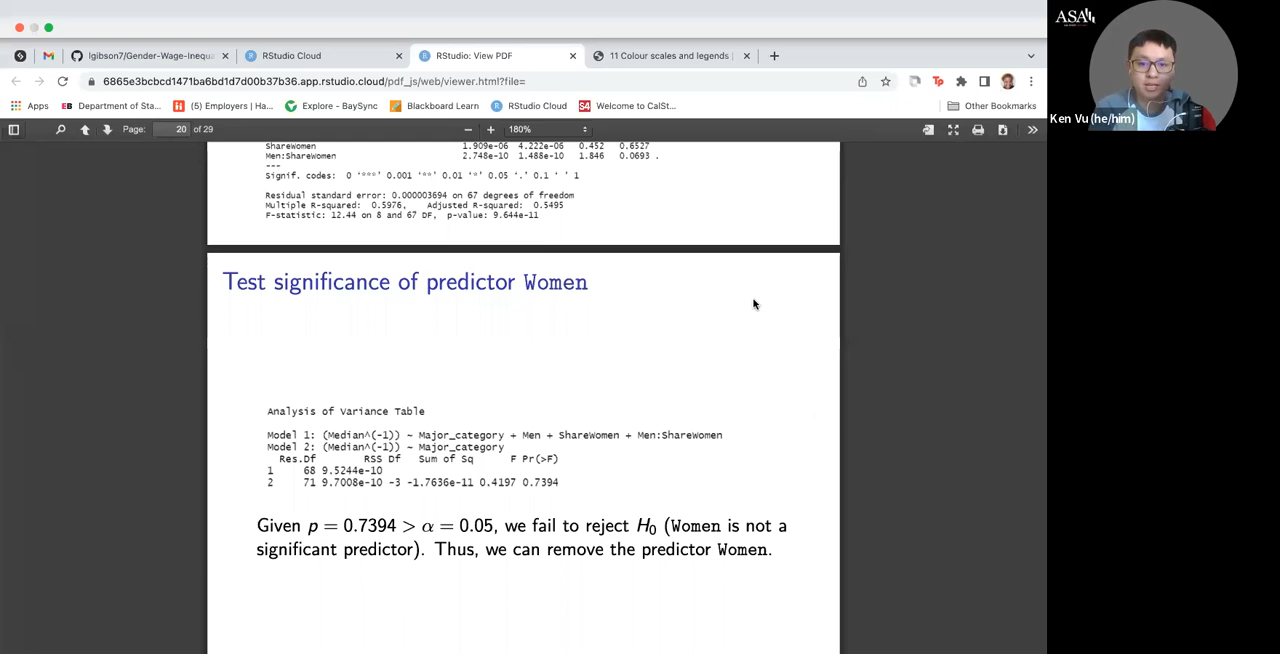 lgibson7/Gender-Wage-Inequ
RStudio Cloud
RStudio: View PDF
11 Colour scales and legends
6865e3bcbcd1471ba6bd1d7d00b37b36.app.rstudio.cloud/pdf_js/web/viewer.html?file=
Apps
EB Department of Sta...
(5) Employers | Ha...
Explore - BaySync
Blackboard Learn
RStudio Cloud
S4 Welcome to CalSt...
Other Bookmarks
Page: 20 of 29
180%
ShareWomen 1.909e-06 4.222e-06 0.452 0.6527
Men:ShareWomen 2.748e-10 1.488e-10 1.846 0.0693 .
---
Signif. codes: 0 ‘***’ 0.001 ‘**’ 0.01 ‘*’ 0.05 ‘.’ 0.1 ‘ ’ 1
Residual standard error: 0.000003694 on 67 degrees of freedom
Multiple R-squared: 0.5976, Adjusted R-squared: 0.5495
F-statistic: 12.44 on 8 and 67 DF, p-value: 9.644e-11
Test significance of predictor Women
Analysis of Variance Table
Model 1: (Median^(-1)) ~ Major_category + Men + ShareWomen + Men:ShareWomen
Model 2: (Median^(-1)) ~ Major_category
Res.Df RSS Df Sum of Sq F Pr(>F)
1 68 9.5244e-10
2 71 9.7008e-10 -3 -1.7636e-11 0.4197 0.7394
Given p = 0.7394 > α = 0.05, we fail to reject H₀ (Women is not a
significant predictor). Thus, we can remove the predictor Women.
ASA
Ken Vu (he/him)